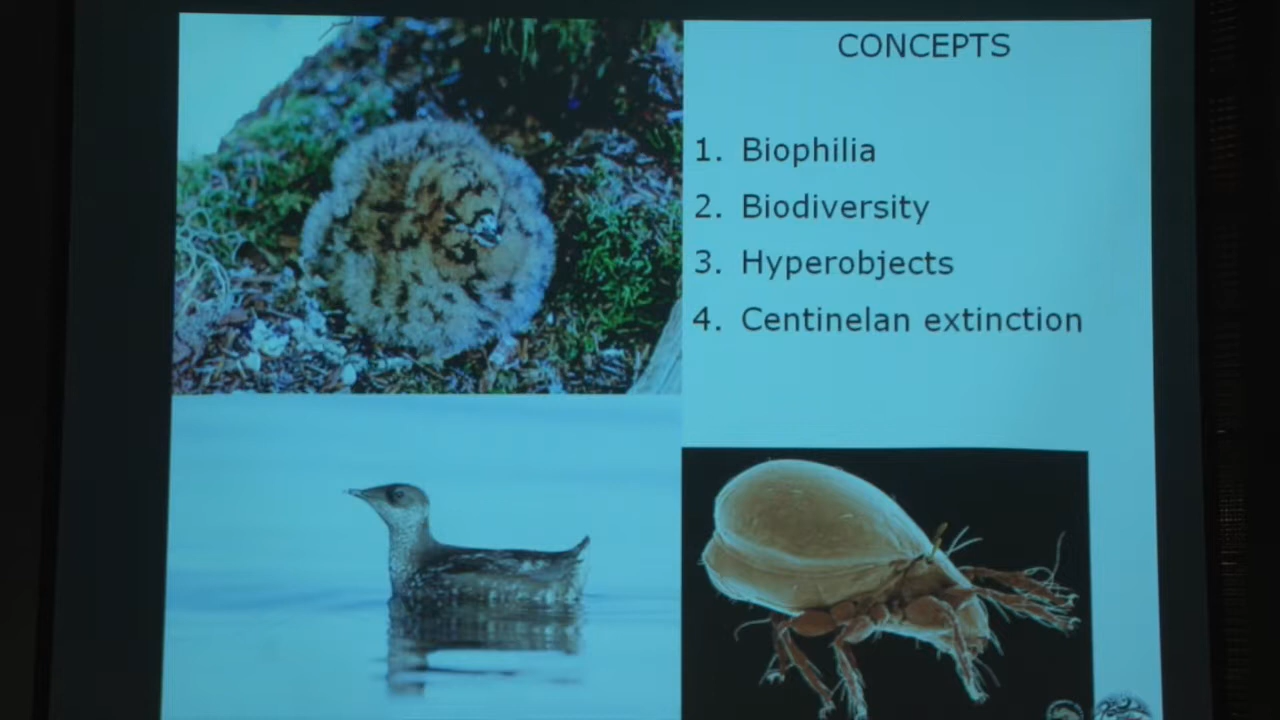 CONCEPTS
1. Biophilia
2. Biodiversity
3. Hyperobjects
4. Centinelan extinction